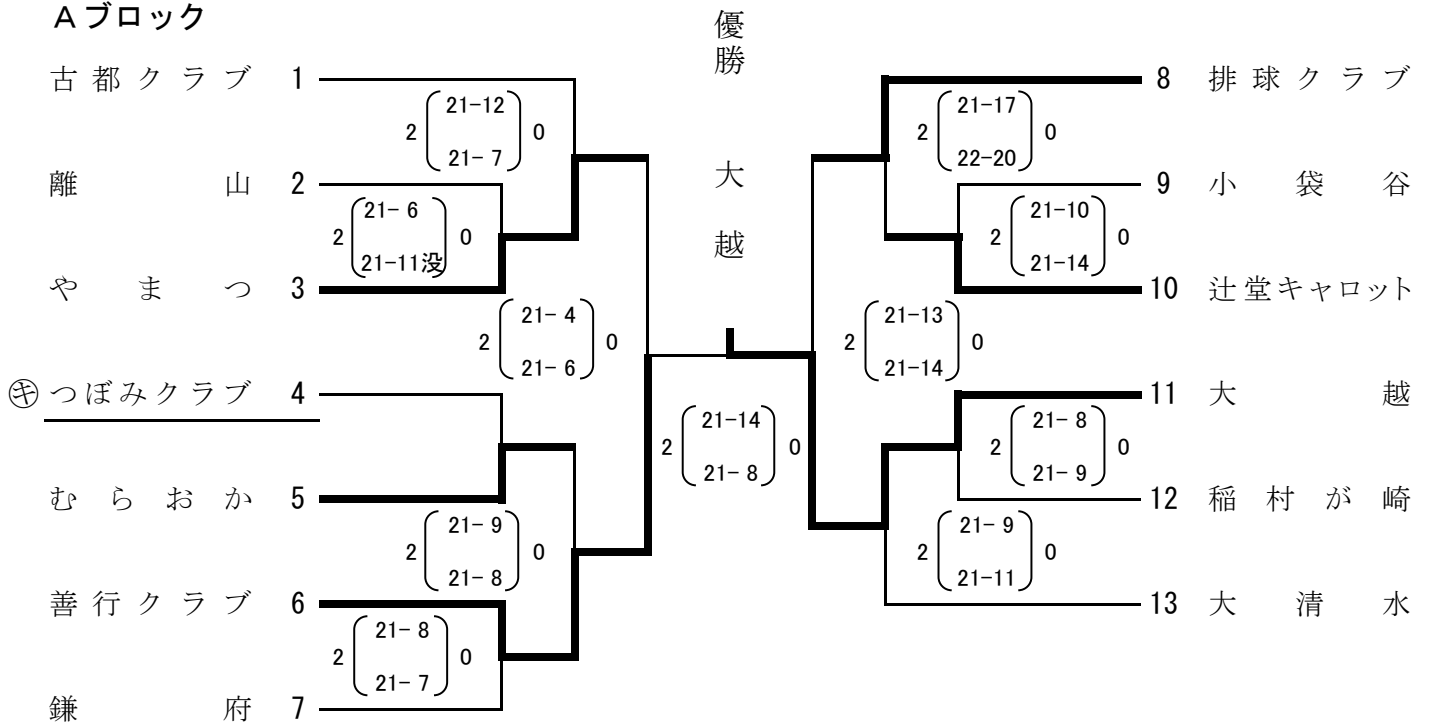 Aブロック
優勝 大越
古都クラブ 1
2 21-12 0
21- 7
離山 2
2 21- 6 0
21-11没
やまつ 3
2 21- 4 0
21- 6
㋖つぼみクラブ 4
むらおか 5
2 21- 9 0
21- 8
善行クラブ 6
2 21- 8 0
21- 7
鎌府 7
2 21-14 0
21- 8
8 排球クラブ
2 21-17 0
22-20
9 小袋谷
2 21-10 0
21-14
10 辻堂キャロット
2 21-13 0
21-14
11 大越
2 21- 8 0
21- 9
12 稲村が崎
2 21- 9 0
21-11
13 大清水